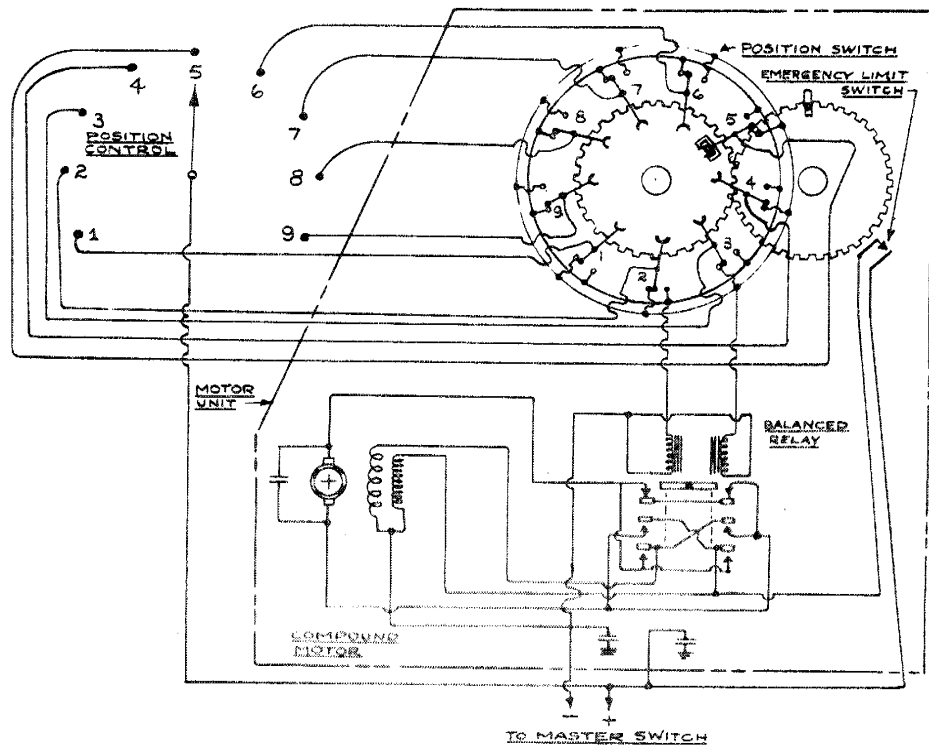 POSITION SWITCH
EMERGENCY LIMIT
SWITCH
5
4
6
3
POSITION
CONTROL
7
2
8
1
9
7
6
8
5
4
9
3
1
2
MOTOR
UNIT
BALANCED
RELAY
COMPOUND
MOTOR
- +
TO MASTER SWITCH